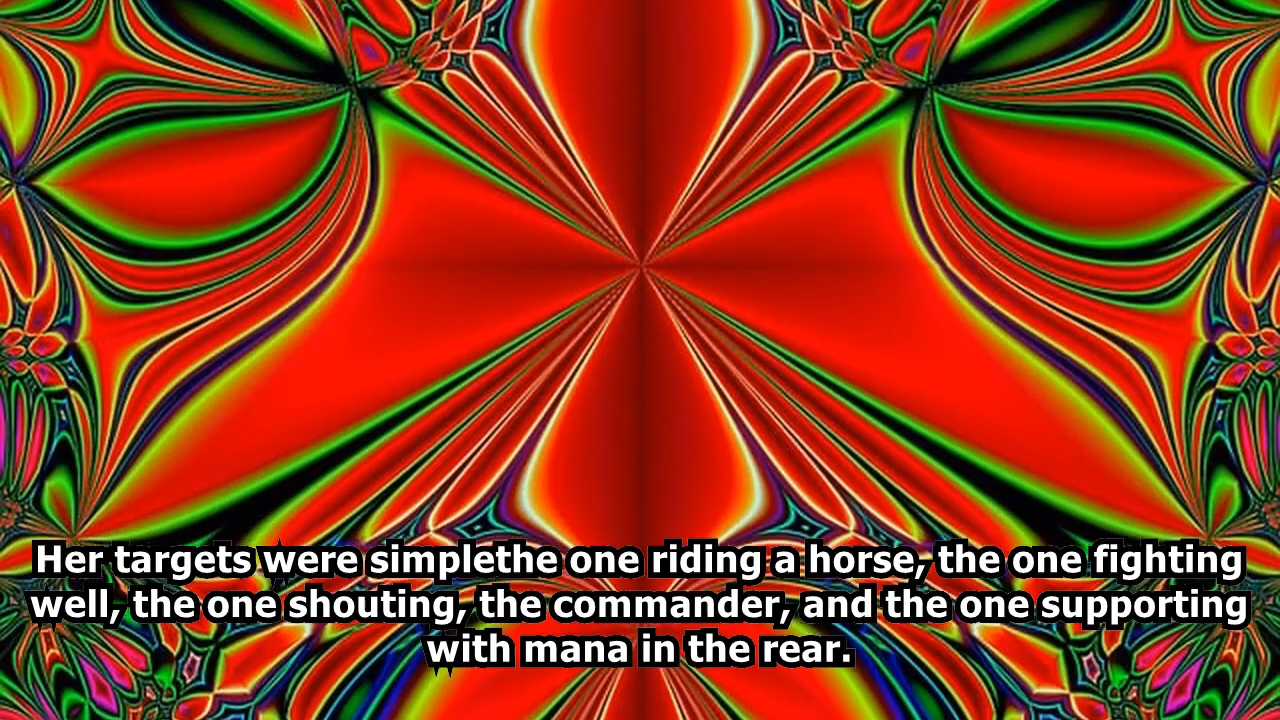 Her targets were simplethe one riding a horse, the one fighting
well, the one shouting, the commander, and the one supporting
with mana in the rear.